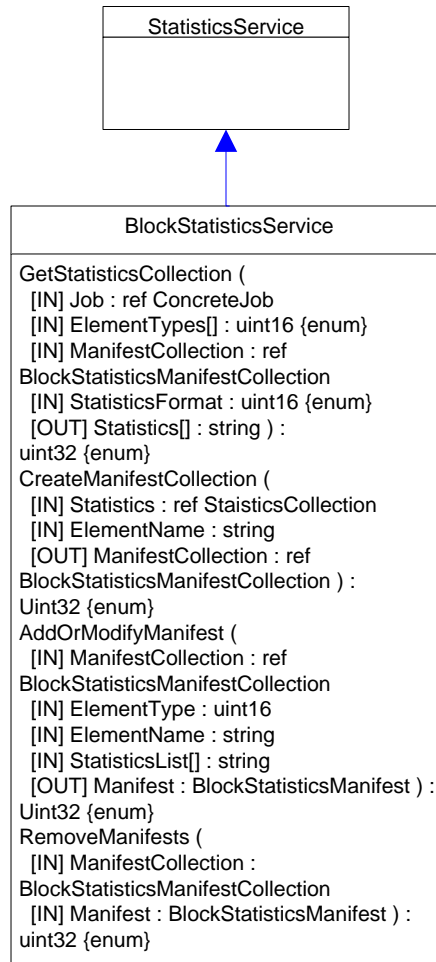 StatisticsService
BlockStatisticsService
GetStatisticsCollection (
[IN] Job : ref ConcreteJob
[IN] ElementTypes[] : uint16 {enum}
[IN] ManifestCollection : ref
BlockStatisticsManifestCollection
[IN] StatisticsFormat : uint16 {enum}
[OUT] Statistics[] : string ) :
uint32 {enum}
CreateManifestCollection (
[IN] Statistics : ref StaisticsCollection
[IN] ElementName : string
[OUT] ManifestCollection : ref
BlockStatisticsManifestCollection ) :
Uint32 {enum}
AddOrModifyManifest (
[IN] ManifestCollection : ref
BlockStatisticsManifestCollection
[IN] ElementType : uint16
[IN] ElementName : string
[IN] StatisticsList[] : string
[OUT] Manifest : BlockStatisticsManifest ) :
Uint32 {enum}
RemoveManifests (
[IN] ManifestCollection :
BlockStatisticsManifestCollection
[IN] Manifest : BlockStatisticsManifest ) :
uint32 {enum}